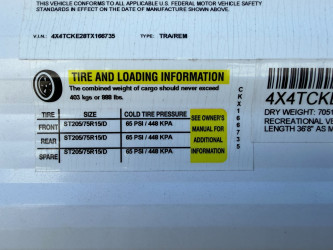 THIS VEHICLE CONFORMS TO ALL APPLICABLE U.S. FEDERAL MOTOR VEHICLE
STANDARDS IN EFFECT ON THE DATE OF MANUFACTURE SHOWN ABOVE.
V.I.N.: 4X4TCKE28TX166735 TYPE: TRA/REM
TIRE AND LOADING INFORMATION
The combined weight of cargo should never exceed
403 kgs or 888 lbs.
TIRE SIZE COLD TIRE PRESSURE
FRONT ST205/75R15/D 65 PSI / 448 KPA
REAR ST205/75R15/D 65 PSI / 448 KPA
SPARE ST205/75R15/D 65 PSI / 448 KPA
SEE OWNER'S
MANUAL FOR
ADDITIONAL
INFORMATION
CKX166735
4X4TCKE
DRY WEIGHT: 7051
RECREATIONAL VE
LENGTH 36'8" AS M